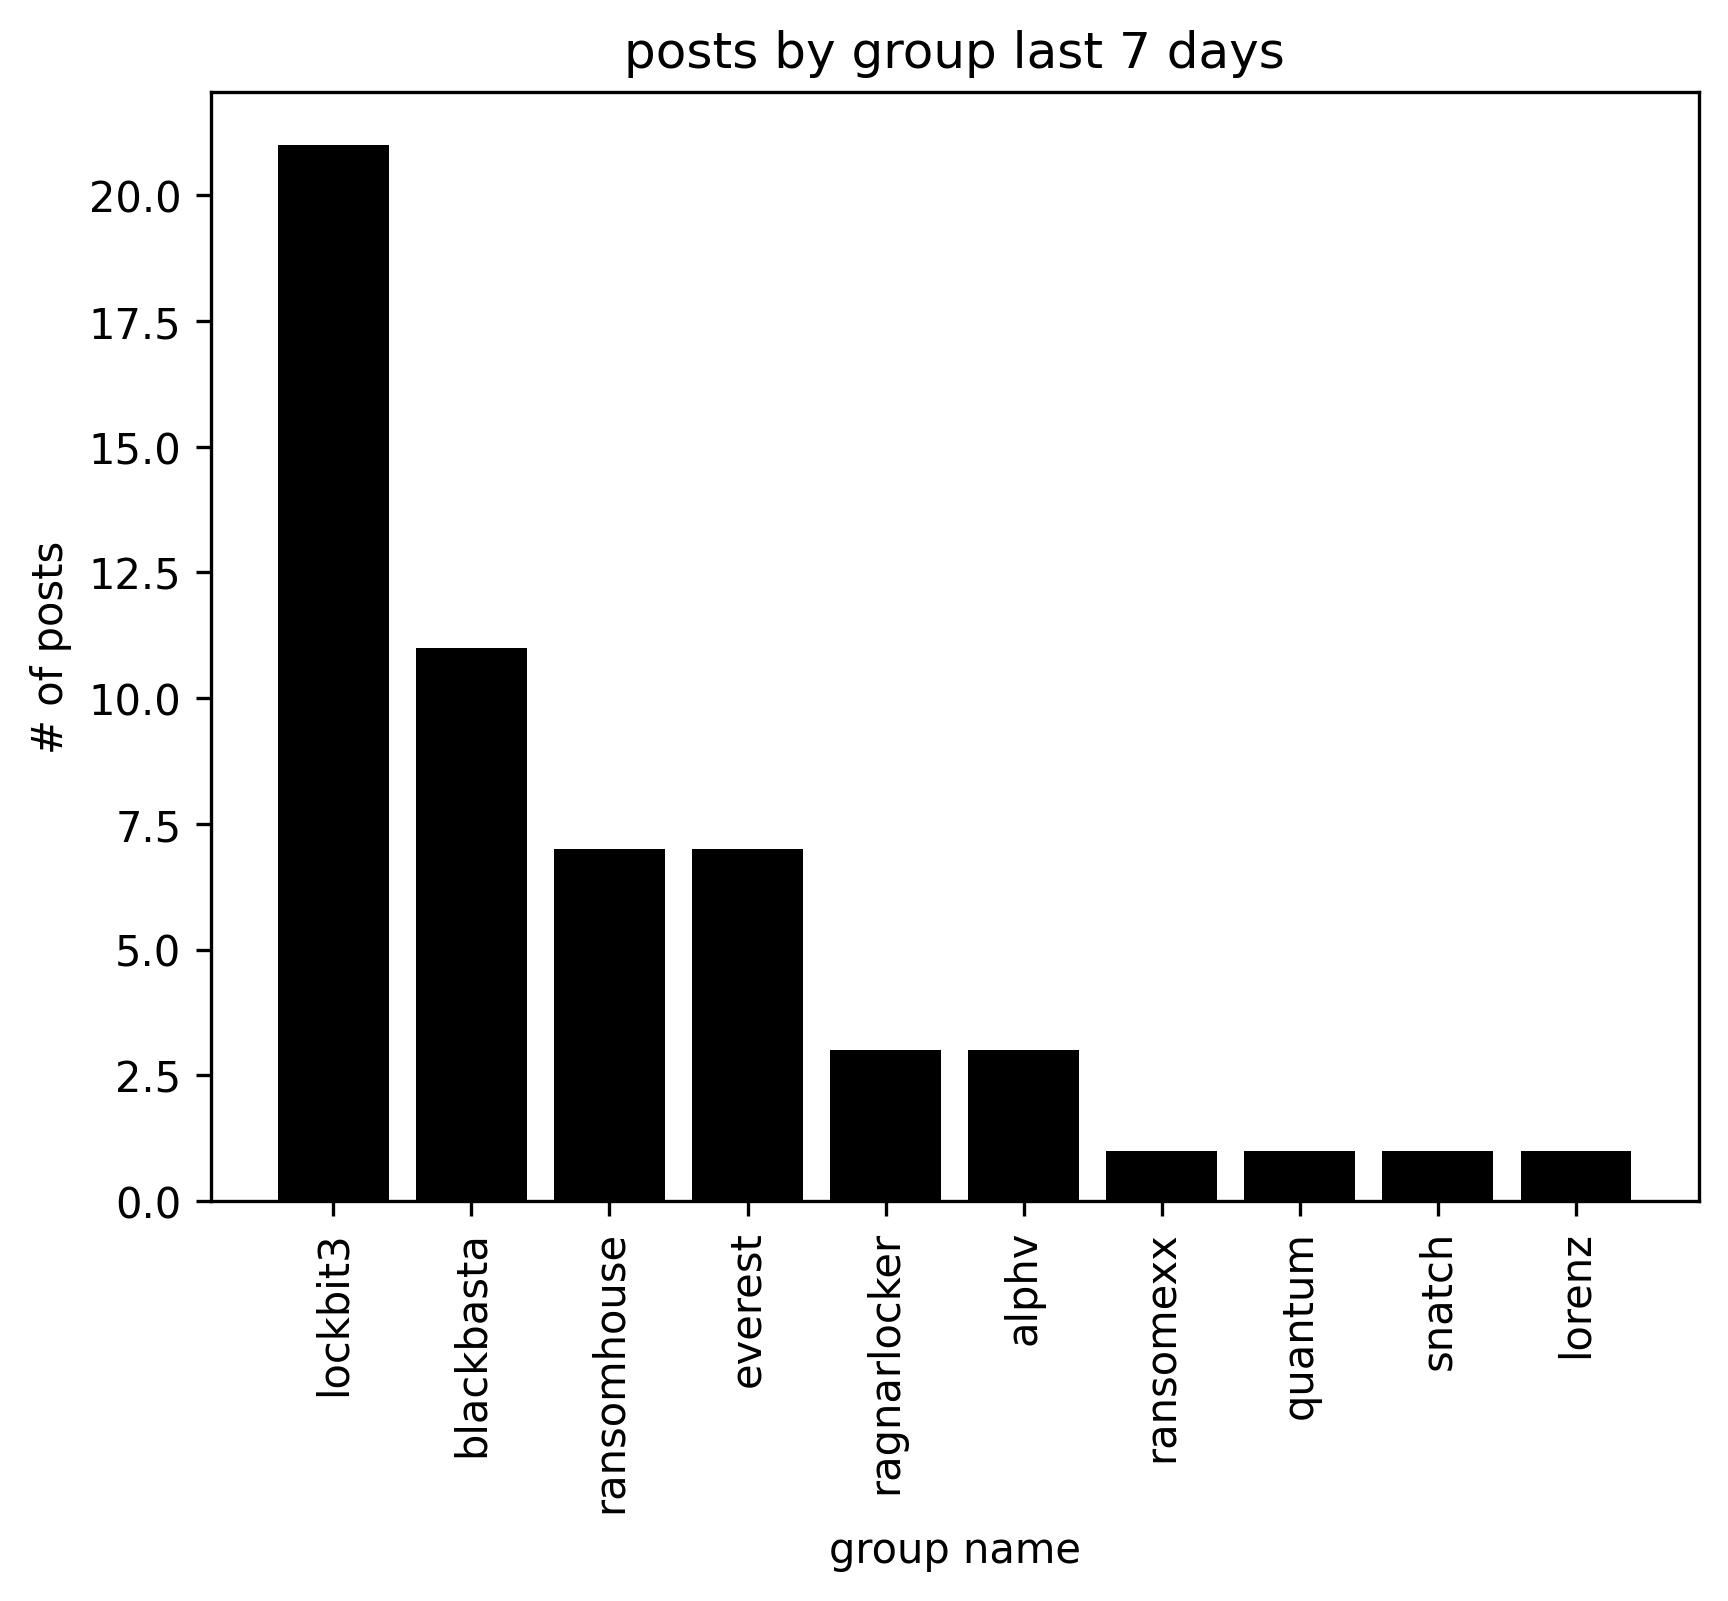 posts by group last 7 days
# of posts
20.0
17.5
15.0
12.5
10.0
7.5
5.0
2.5
0.0
lockbit3
blackbasta
ransomhouse
everest
ragnarlocker
alphv
ransomexx
quantum
snatch
lorenz
group name